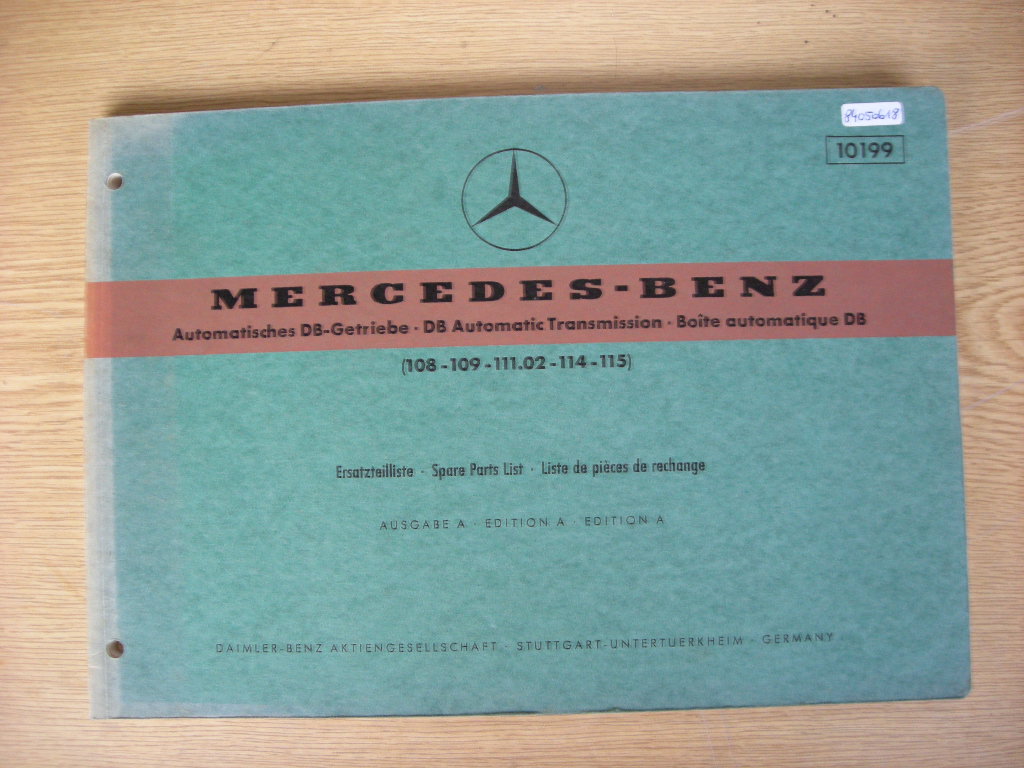 84056618
10199
MERCEDES-BENZ
Automatisches DB-Getriebe · DB Automatic Transmission · Boîte automatique DB
(108-109-111.02-114-115)
Ersatzteilliste · Spare Parts List · Liste de pièces de rechange
AUSGABE A · EDITION A · EDITION A
DAIMLER-BENZ AKTIENGESELLSCHAFT · STUTTGART-UNTERTUERKHEIM · GERMANY